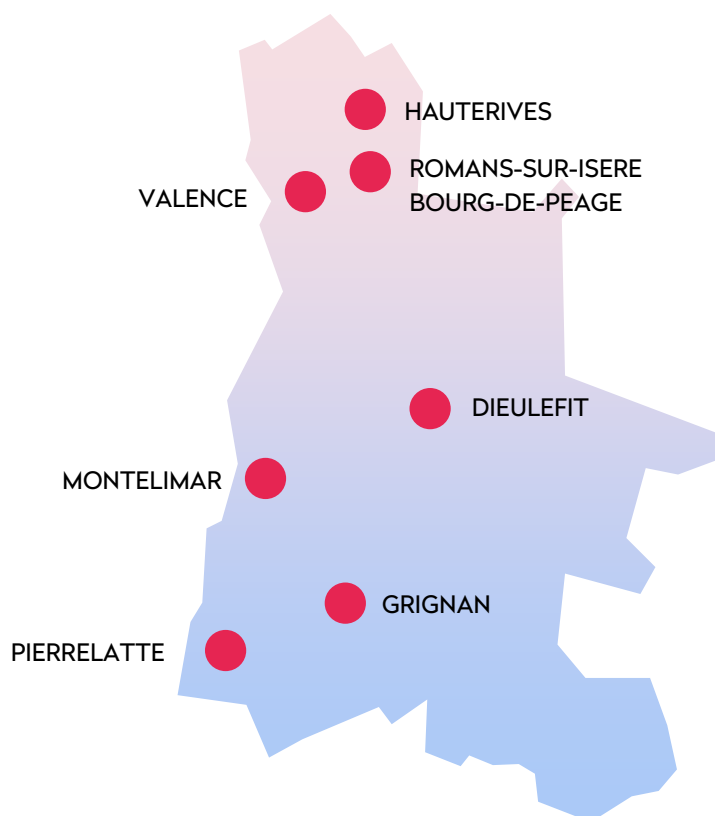 HAUTERIVES
ROMANS-SUR-ISERE
BOURG-DE-PEAGE
VALENCE
DIEULEFIT
MONTELIMAR
GRIGNAN
PIERRELATTE